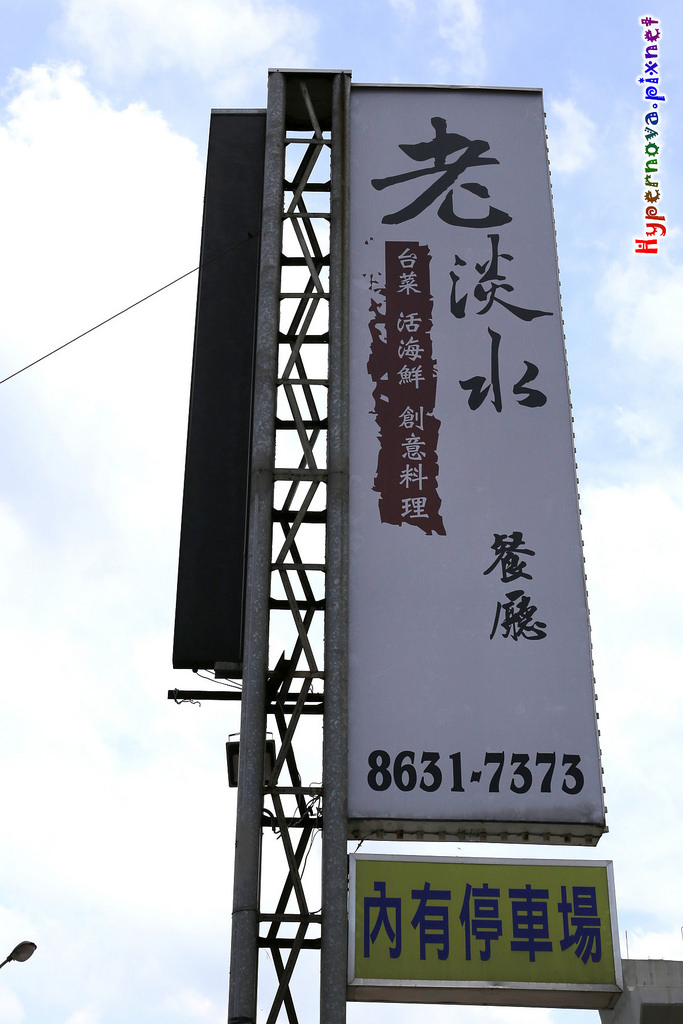 老淡水
台菜 活海鮮 創意料理
餐廳
8631-7373
內有停車場
Hypernova.pixnet